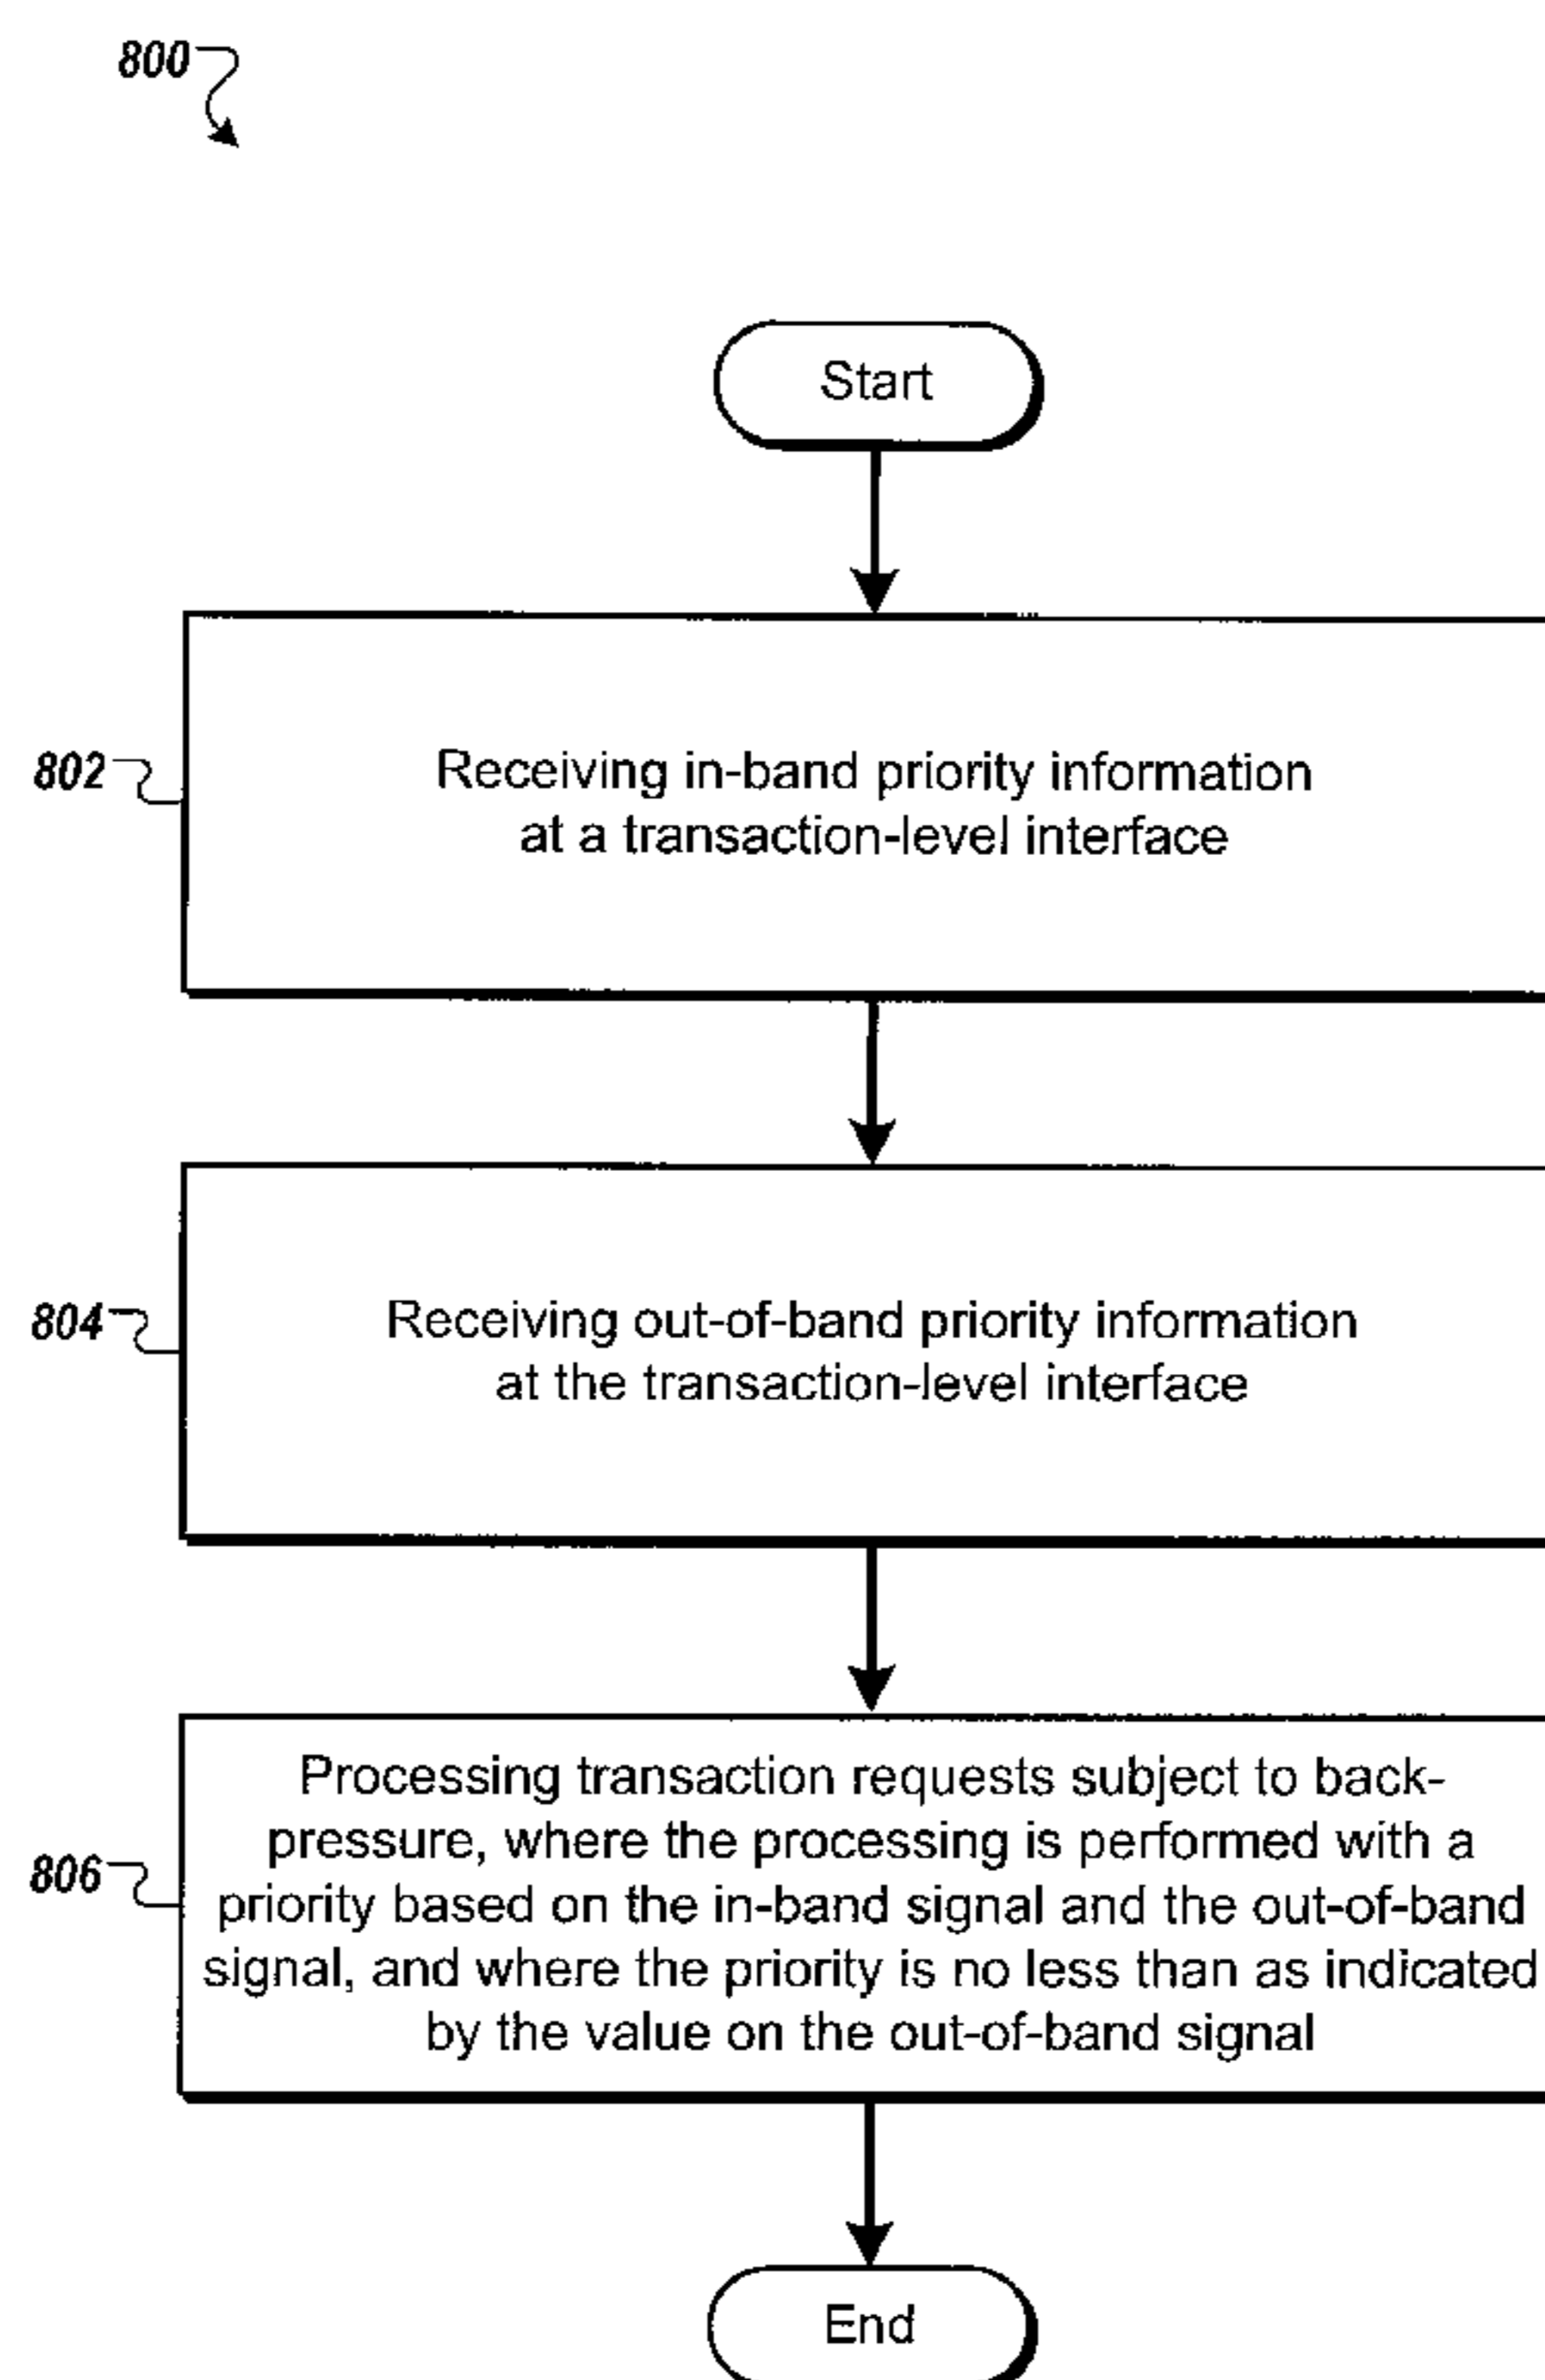 800
Start
802
Receiving in-band priority information
at a transaction-level interface
804
Receiving out-of-band priority information
at the transaction-level interface
806
Processing transaction requests subject to back-
pressure, where the processing is performed with a
priority based on the in-band signal and the out-of-band
signal, and where the priority is no less than as indicated
by the value on the out-of-band signal
End